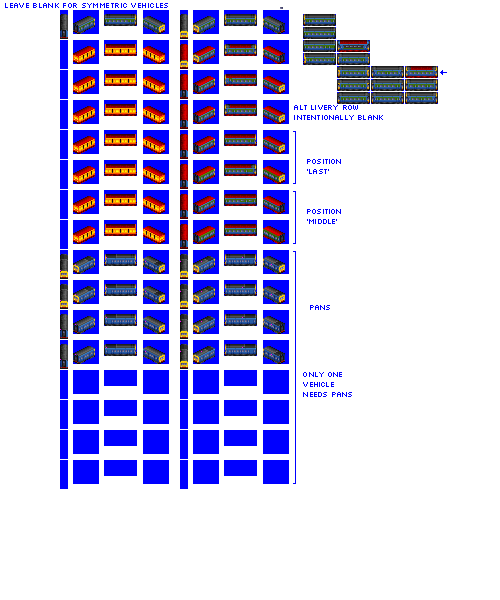 LEAVE BLANK FOR SYMMETRIC VEHICLES
ALT LIVERY ROW
INTENTIONALLY BLANK
POSITION
'LAST'
POSITION
'MIDDLE'
PANS
ONLY ONE
VEHICLE
NEEDS PANS